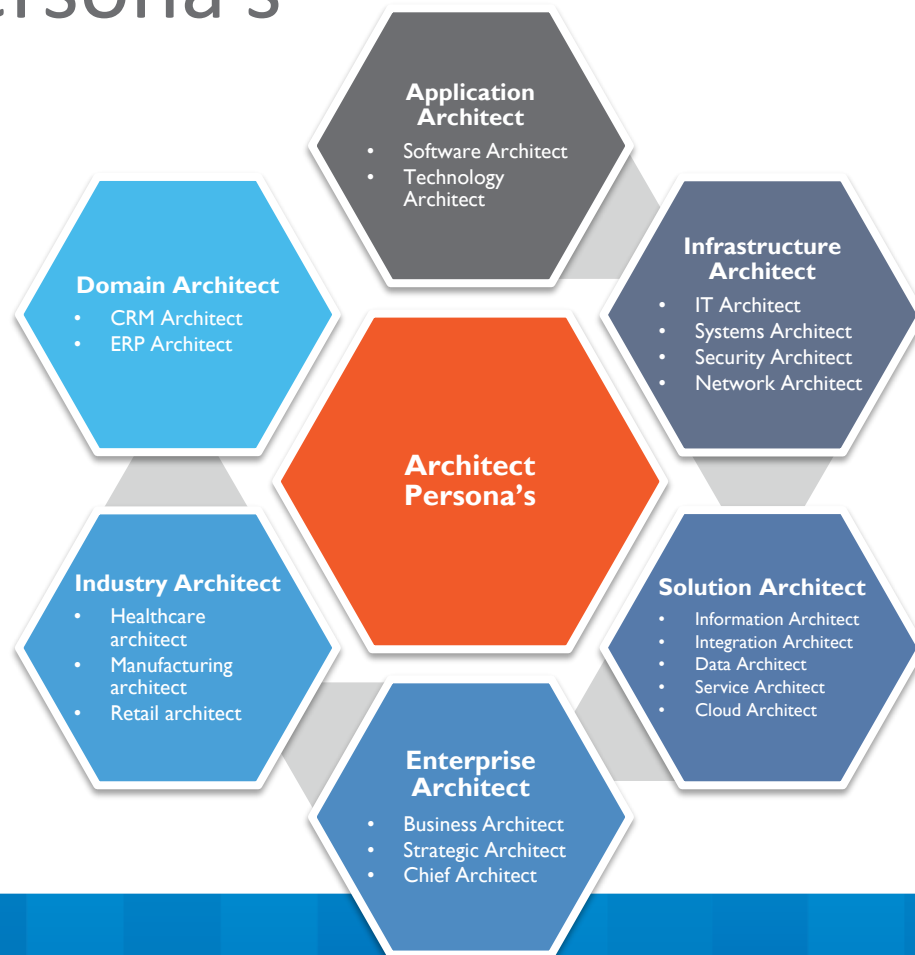 ersona's
Application
Architect
• Software Architect
• Technology
Architect
Infrastructure
Architect
• IT Architect
• Systems Architect
• Security Architect
• Network Architect
Domain Architect
• CRM Architect
• ERP Architect
Architect
Persona’s
Solution Architect
• Information Architect
• Integration Architect
• Data Architect
• Service Architect
• Cloud Architect
Industry Architect
• Healthcare
architect
• Manufacturing
architect
• Retail architect
Enterprise
Architect
• Business Architect
• Strategic Architect
• Chief Architect